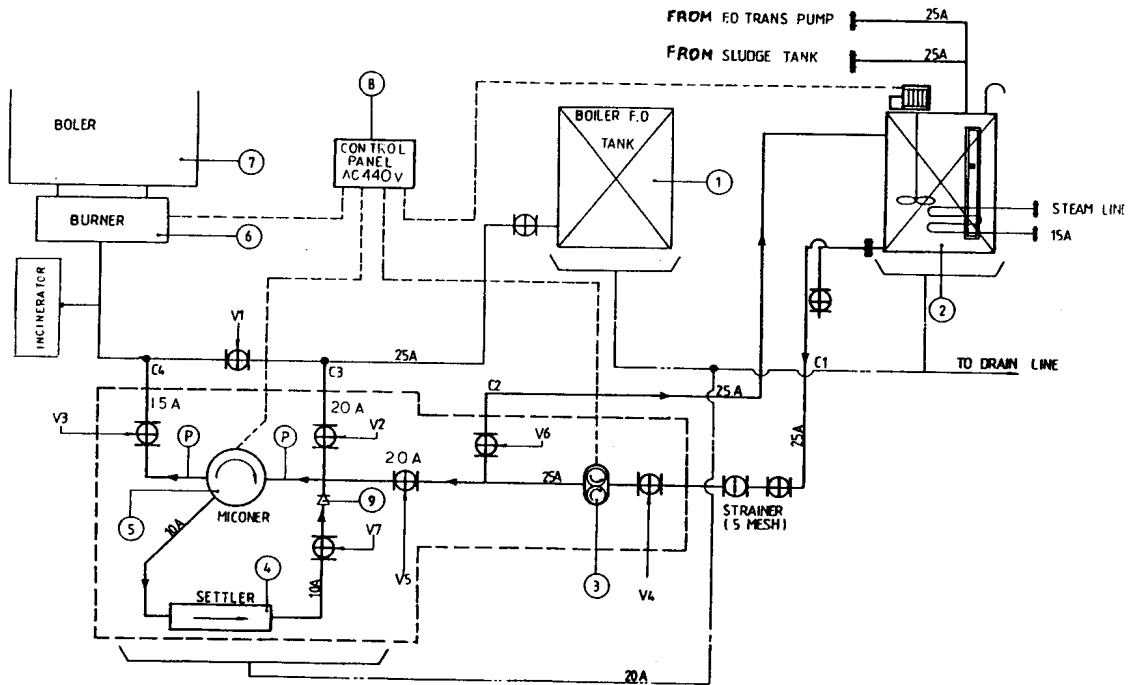 FROM F.O TRANS PUMP
25A
FROM SLUDGE TANK
25A
8
BOLER
7
CONTROL
PANEL
AC 440V
BOILER F.O
TANK
1
BURNER
6
STEAM LINE
15A
2
INCINERATOR
V1
25A
C4
C3
C2
25A
C1
TO DRAIN LINE
15A
20A
V3
V2
V6
25A
P
P
20A
25A
5
MICONER
9
STRAINER
(5 MESH)
10A
V7
V5
3
V4
10A
4
SETTLER
20A